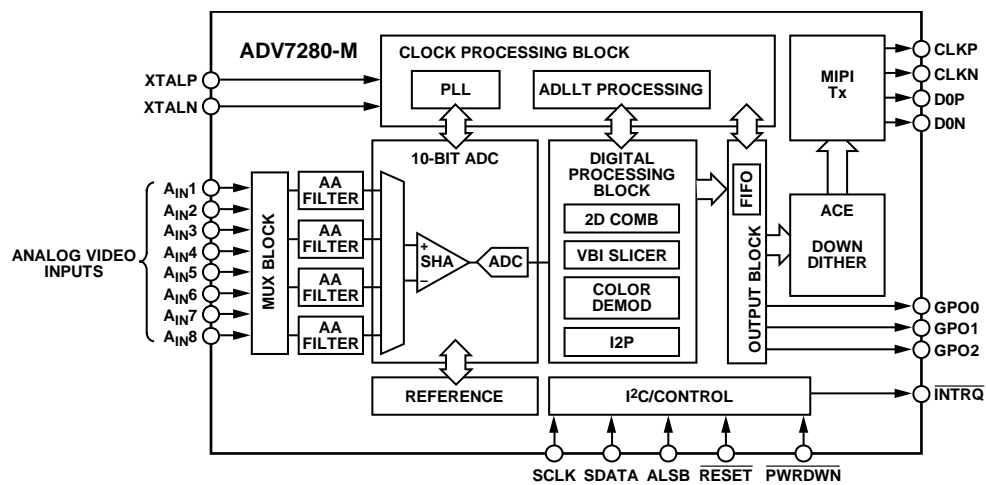 ADV7280-M
CLOCK PROCESSING BLOCK
PLL
ADLLT PROCESSING
XTALP
XTALN
MIPI
Tx
CLKP
CLKN
D0P
D0N
10-BIT ADC
DIGITAL
PROCESSING
BLOCK
2D COMB
VBI SLICER
COLOR
DEMOD
I2P
FIFO
OUTPUT BLOCK
ACE
DOWN
DITHER
ANALOG VIDEO
INPUTS
AIN1
AIN2
AIN3
AIN4
AIN5
AIN6
AIN7
AIN8
MUX BLOCK
AA
FILTER
AA
FILTER
AA
FILTER
AA
FILTER
+
SHA
–
ADC
GPO0
GPO1
GPO2
REFERENCE
I2C/CONTROL
INTRQ
SCLK
SDATA
ALSB
RESET
PWRDWN